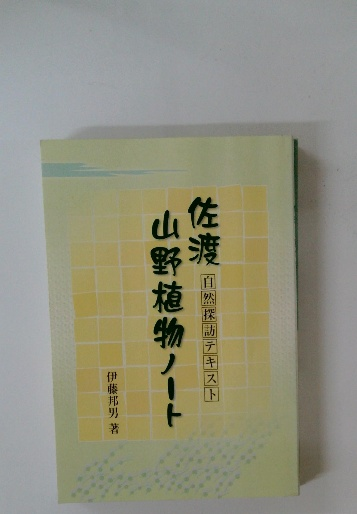 佐渡
山野植物ノート
自然探訪テキスト
伊藤邦男 著